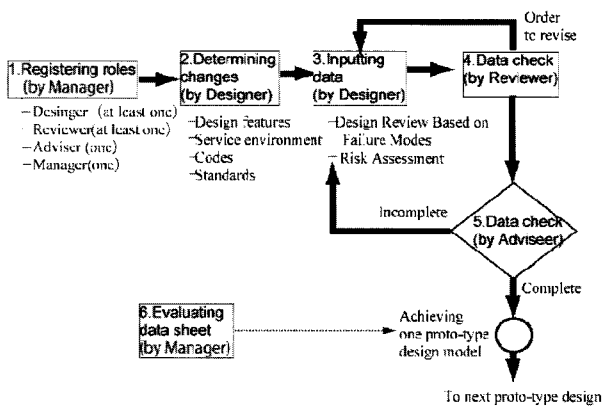 Order
to revise
1.Registering roles
(by Manager)
2.Determining
changes
(by Designer)
3.Inputting
data
(by Designer)
4.Data check
(by Reviewer)
-Desinger (at least one)
-Reviewer(at least one)
-Adviser (one)
-Manager(one)
-Design features
-Service environment
-Codes
-Standards
-Design Review Based on
Failure Modes
-Risk Assessment
Incomplete
5.Data check
(by Adviseer)
Complete
6.Evaluating
data sheet
(by Manager)
Achieving
one proto-type
design model
To next proto-type design